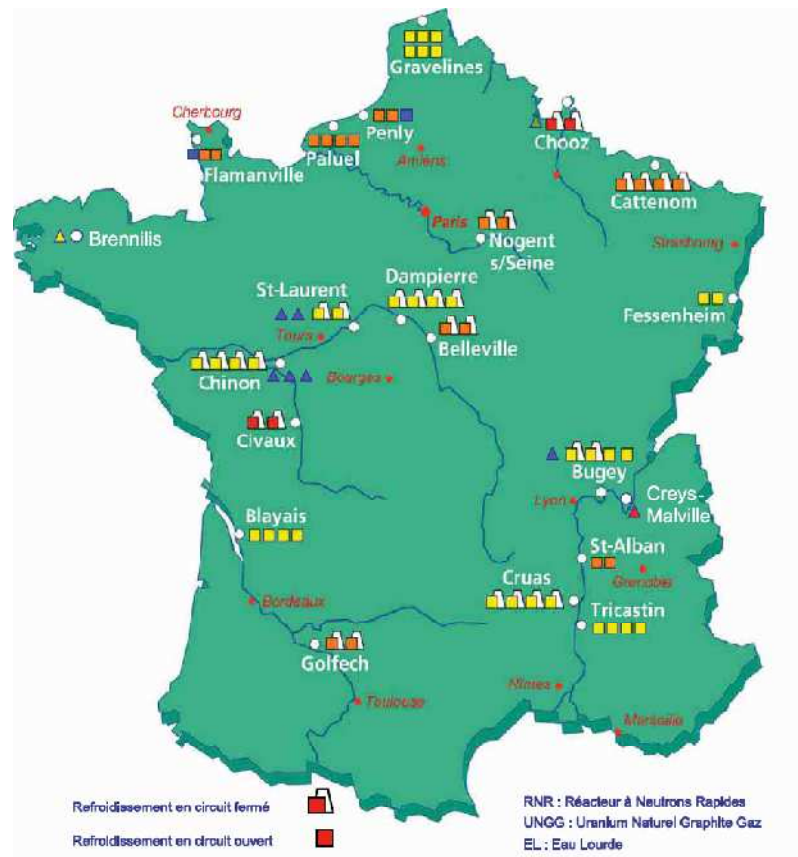 Gravelines
Cherbourg
Penly
Chooz
Paluel
Amiens
Flamanville
Cattenom
Paris
Brennilis
Nogent
s/Seine
Strasbourg
Dampierre
St-Laurent
Fessenheim
Tours
Belleville
Chinon
Bourges
Civaux
Bugey
Creys-
Malville
Lyon
Blayais
St-Alban
Grenoble
Cruas
Bordeaux
Tricastin
Golfech
Nîmes
Toulouse
Marseille
Refroidissement en circuit fermé
Refroidissement en circuit ouvert
RNR : Réacteur à Neutrons Rapides
UNGG : Uranium Naturel Graphite Gaz
EL : Eau Lourde